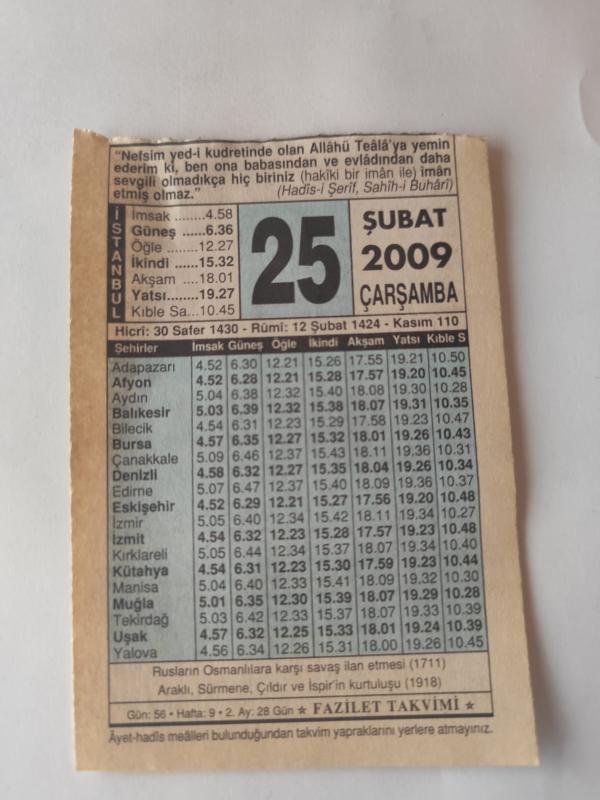 "Nefsim yed-i kudretinde olan Allâhü Teâlâ'ya yemin
ederim ki, ben ona babasından ve evlâdından daha
sevgili olmadıkça hiç biriniz (hakîki bir imân ile) imân
etmiş olmaz." (Hadîs-i Şerîf, Sahîh-i Buhârî)
İSTANBUL
İmsak ........4.58
Güneş ......6.36
Öğle ........12.27
İkindi ......15.32
Akşam ....18.01
Yatsı........19.27
Kıble Sa...10.45
25
ŞUBAT
2009
ÇARŞAMBA
Hicrî: 30 Safer 1430 - Rûmî: 12 Şubat 1424 - Kasım 110
Şehirler İmsak Güneş Öğle İkindi Akşam Yatsı Kıble S
Adapazarı 4.52 6.30 12.21 15.26 17.55 19.21 10.50
Afyon 4.52 6.28 12.21 15.28 17.57 19.20 10.45
Aydın 5.04 6.38 12.32 15.40 18.08 19.30 10.28
Balıkesir 5.03 6.39 12.32 15.38 18.07 19.31 10.35
Bilecik 4.54 6.31 12.23 15.29 17.58 19.23 10.47
Bursa 4.57 6.35 12.27 15.32 18.01 19.26 10.43
Çanakkale 5.09 6.46 12.37 15.43 18.11 19.36 10.31
Denizli 4.58 6.32 12.27 15.35 18.04 19.26 10.34
Edirne 5.07 6.47 12.37 15.40 18.09 19.36 10.37
Eskişehir 4.52 6.29 12.21 15.27 17.56 19.20 10.48
İzmir 5.05 6.40 12.34 15.42 18.11 19.34 10.27
İzmit 4.54 6.32 12.23 15.28 17.57 19.23 10.48
Kırklareli 5.05 6.44 12.34 15.37 18.07 19.34 10.40
Kütahya 4.54 6.31 12.23 15.30 17.59 19.23 10.44
Manisa 5.04 6.40 12.33 15.41 18.09 19.32 10.30
Muğla 5.01 6.35 12.30 15.39 18.07 19.29 10.28
Tekirdağ 5.03 6.42 12.33 15.37 18.07 19.33 10.39
Uşak 4.57 6.32 12.25 15.33 18.01 19.24 10.39
Yalova 4.56 6.34 12.26 15.31 18.00 19.26 10.45
Rusların Osmanlılara karşı savaş ilan etmesi (1711)
Araklı, Sürmene, Çıldır ve İspir'in kurtuluşu (1918)
Gün: 56 • Hafta: 9 • 2. Ay: 28 Gün ★ FAZİLET TAKVİMİ ★
Âyet-hadîs meâlleri bulunduğundan takvim yapraklarını yerlere atmayınız.